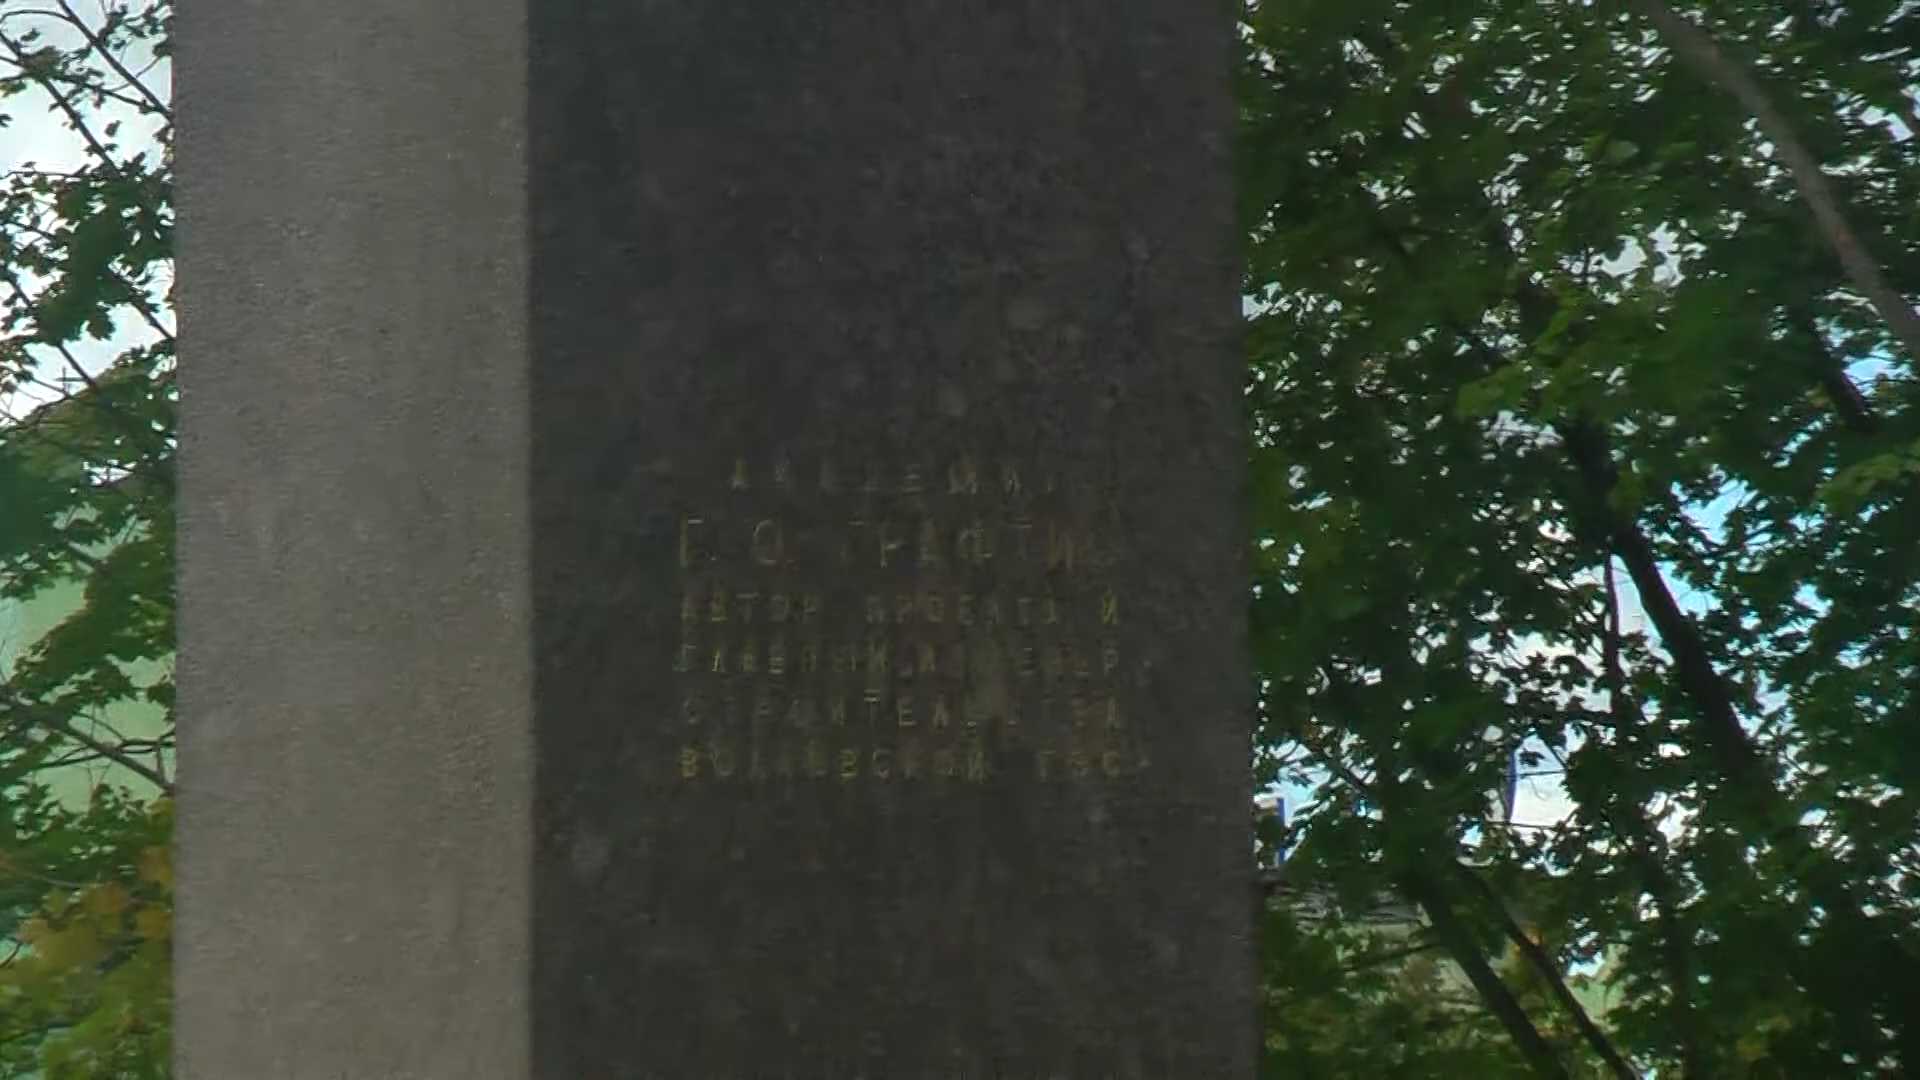 АКАДЕМИК
Г. О. ГРАФТИО
АВТОР ПРОЕКТА И
ГЛАВНЫЙ ИНЖЕНЕР
СТРОИТЕЛЬСТВА
ВОЛХОВСКОЙ ГЭС